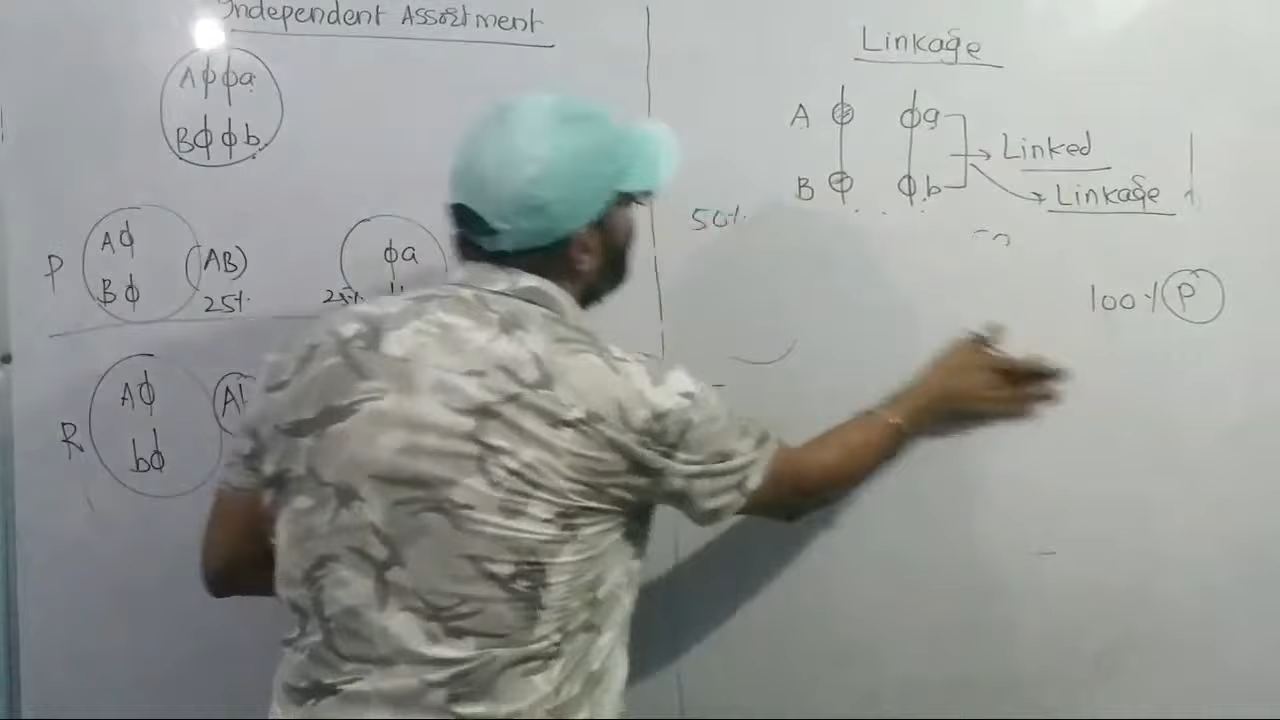 Independent Assortment
A a
B b
P A B (AB) 25%
a 25%
R A b
50%
Linkage
A a
B b
Linked
Linkage
100% P